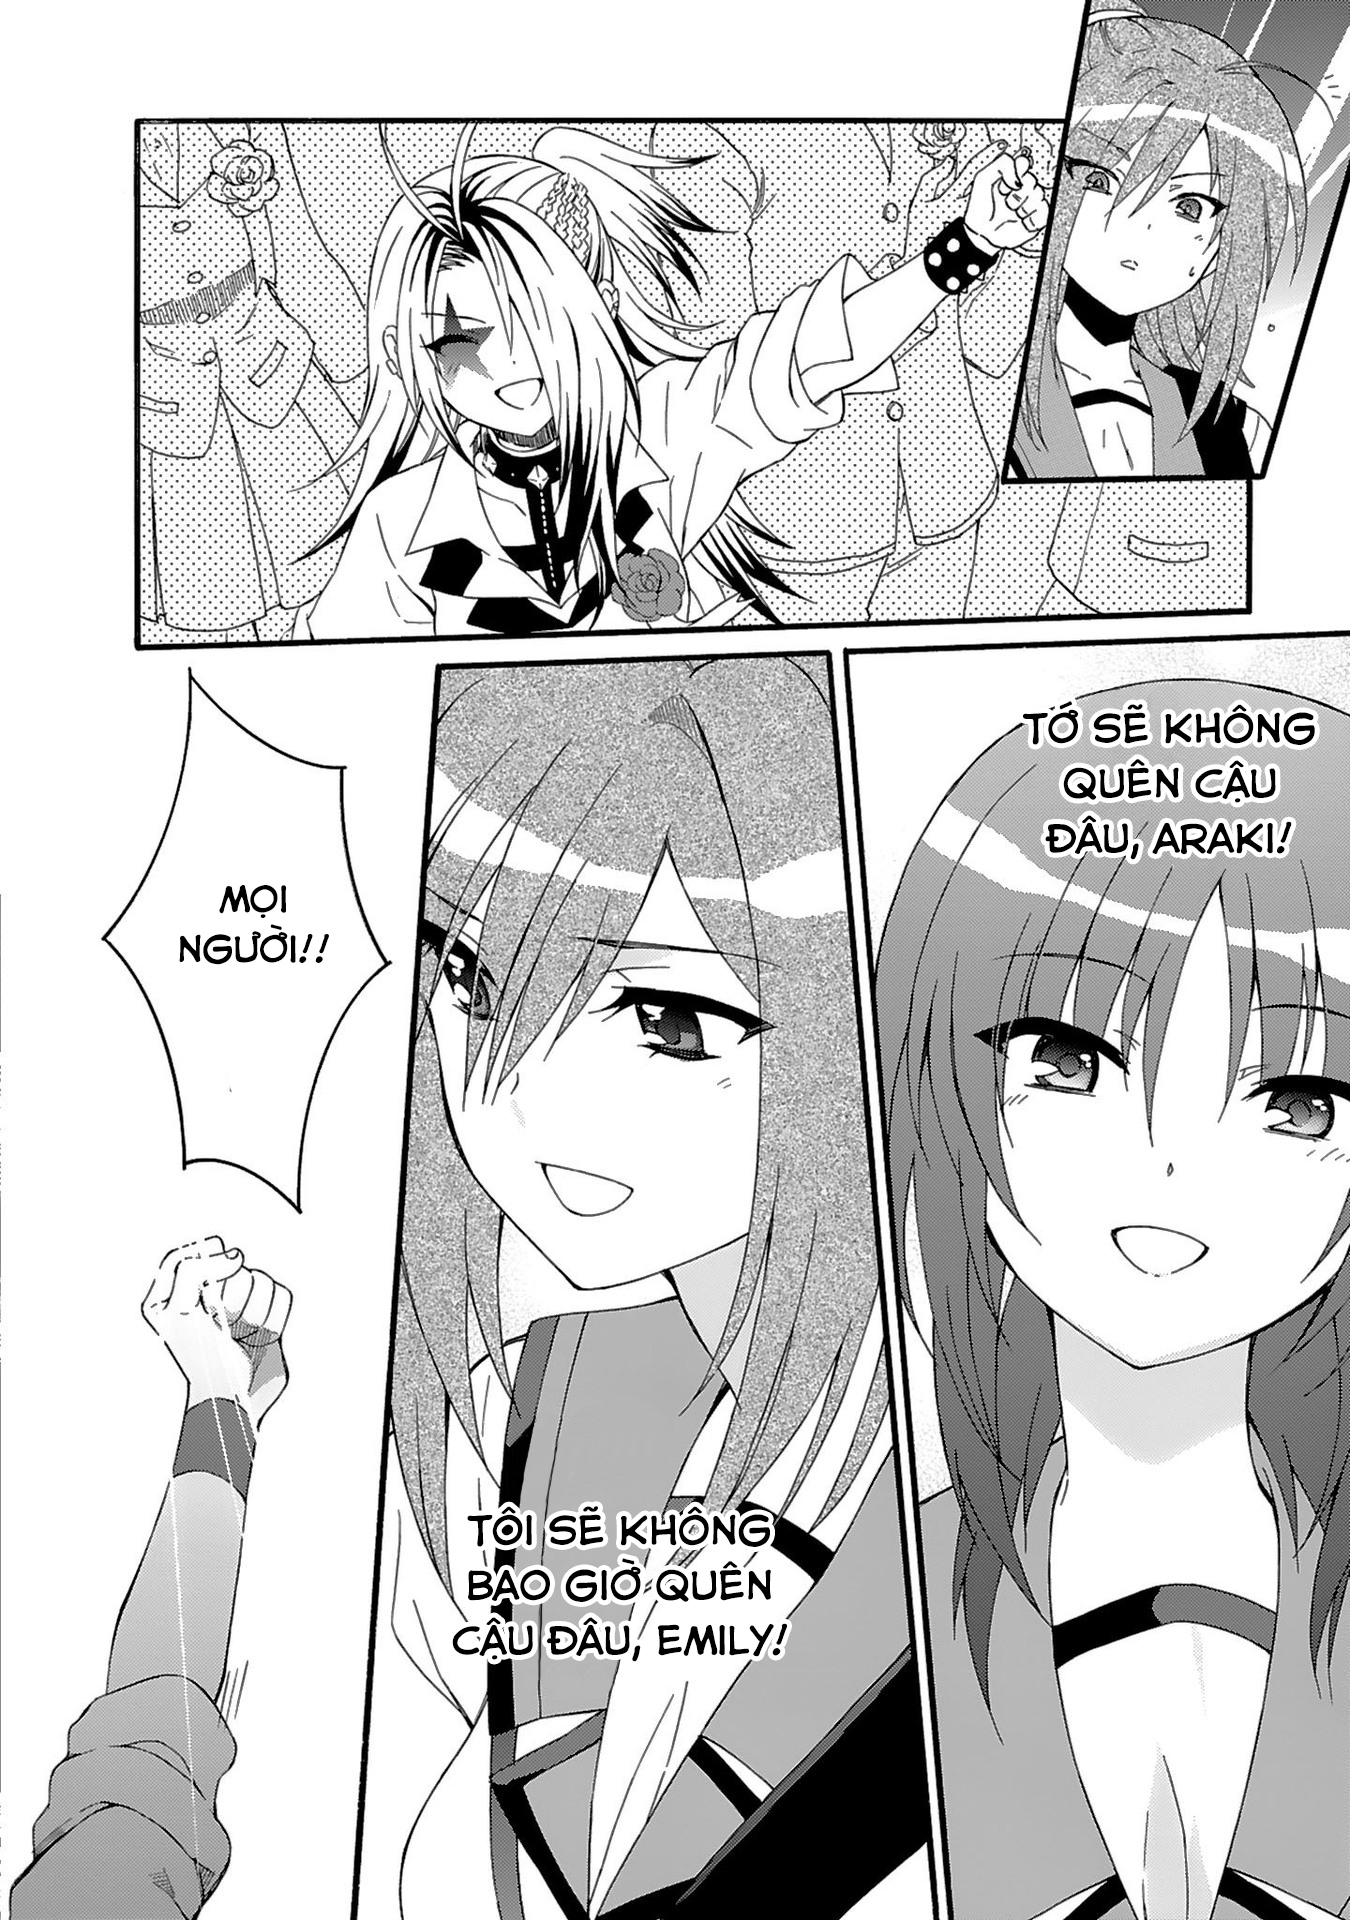 TỚ SẼ KHÔNG
QUÊN CẬU
ĐÂU, ARAKI!
TÔI SẼ KHÔNG
BAO GIỜ QUÊN
CẬU ĐÂU, EMILY!
MỌI
NGƯỜI!!